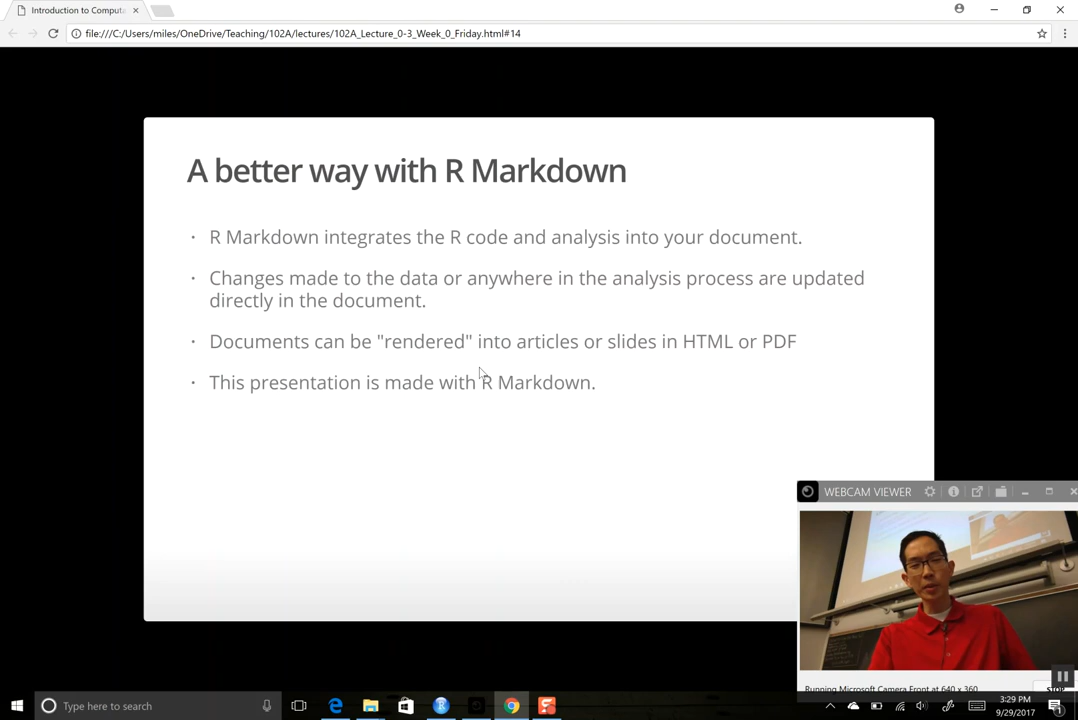 Introduction to Computa
file:///C:/Users/miles/OneDrive/Teaching/102A/lectures/102A_Lecture_0-3_Week_0_Friday.html#14
A better way with R Markdown
· R Markdown integrates the R code and analysis into your document.
· Changes made to the data or anywhere in the analysis process are updated
directly in the document.
· Documents can be "rendered" into articles or slides in HTML or PDF
· This presentation is made with R Markdown.
WEBCAM VIEWER
Running Microsoft Camera Front at 640 x 360
STOP
Type here to search
3:29 PM
9/29/2017